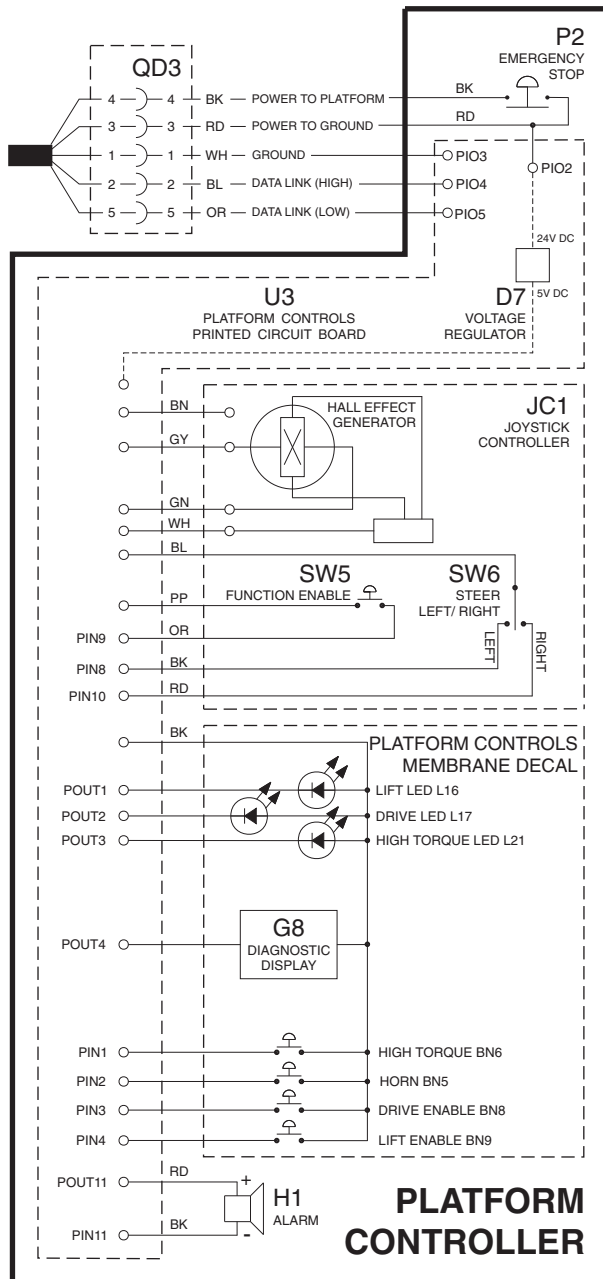 P2
EMERGENCY
STOP
QD3
4 4 BK POWER TO PLATFORM BK
3 3 RD POWER TO GROUND RD
1 1 WH GROUND PIO3
2 2 BL DATA LINK (HIGH) PIO4
5 5 OR DATA LINK (LOW) PIO5
PIO2
24V DC
5V DC
U3
PLATFORM CONTROLS
PRINTED CIRCUIT BOARD
D7
VOLTAGE
REGULATOR
JC1
JOYSTICK
CONTROLLER
HALL EFFECT
GENERATOR
BN
GY
GN
WH
BL
SW5
FUNCTION ENABLE
SW6
STEER
LEFT/ RIGHT
LEFT
RIGHT
PP
PIN9 OR
PIN8 BK
PIN10 RD
BK
PLATFORM CONTROLS
MEMBRANE DECAL
POUT1 LIFT LED L16
POUT2 DRIVE LED L17
POUT3 HIGH TORQUE LED L21
POUT4
G8
DIAGNOSTIC
DISPLAY
PIN1 HIGH TORQUE BN6
PIN2 HORN BN5
PIN3 DRIVE ENABLE BN8
PIN4 LIFT ENABLE BN9
POUT11 RD +
H1
ALARM
PIN11 BK -
PLATFORM
CONTROLLER